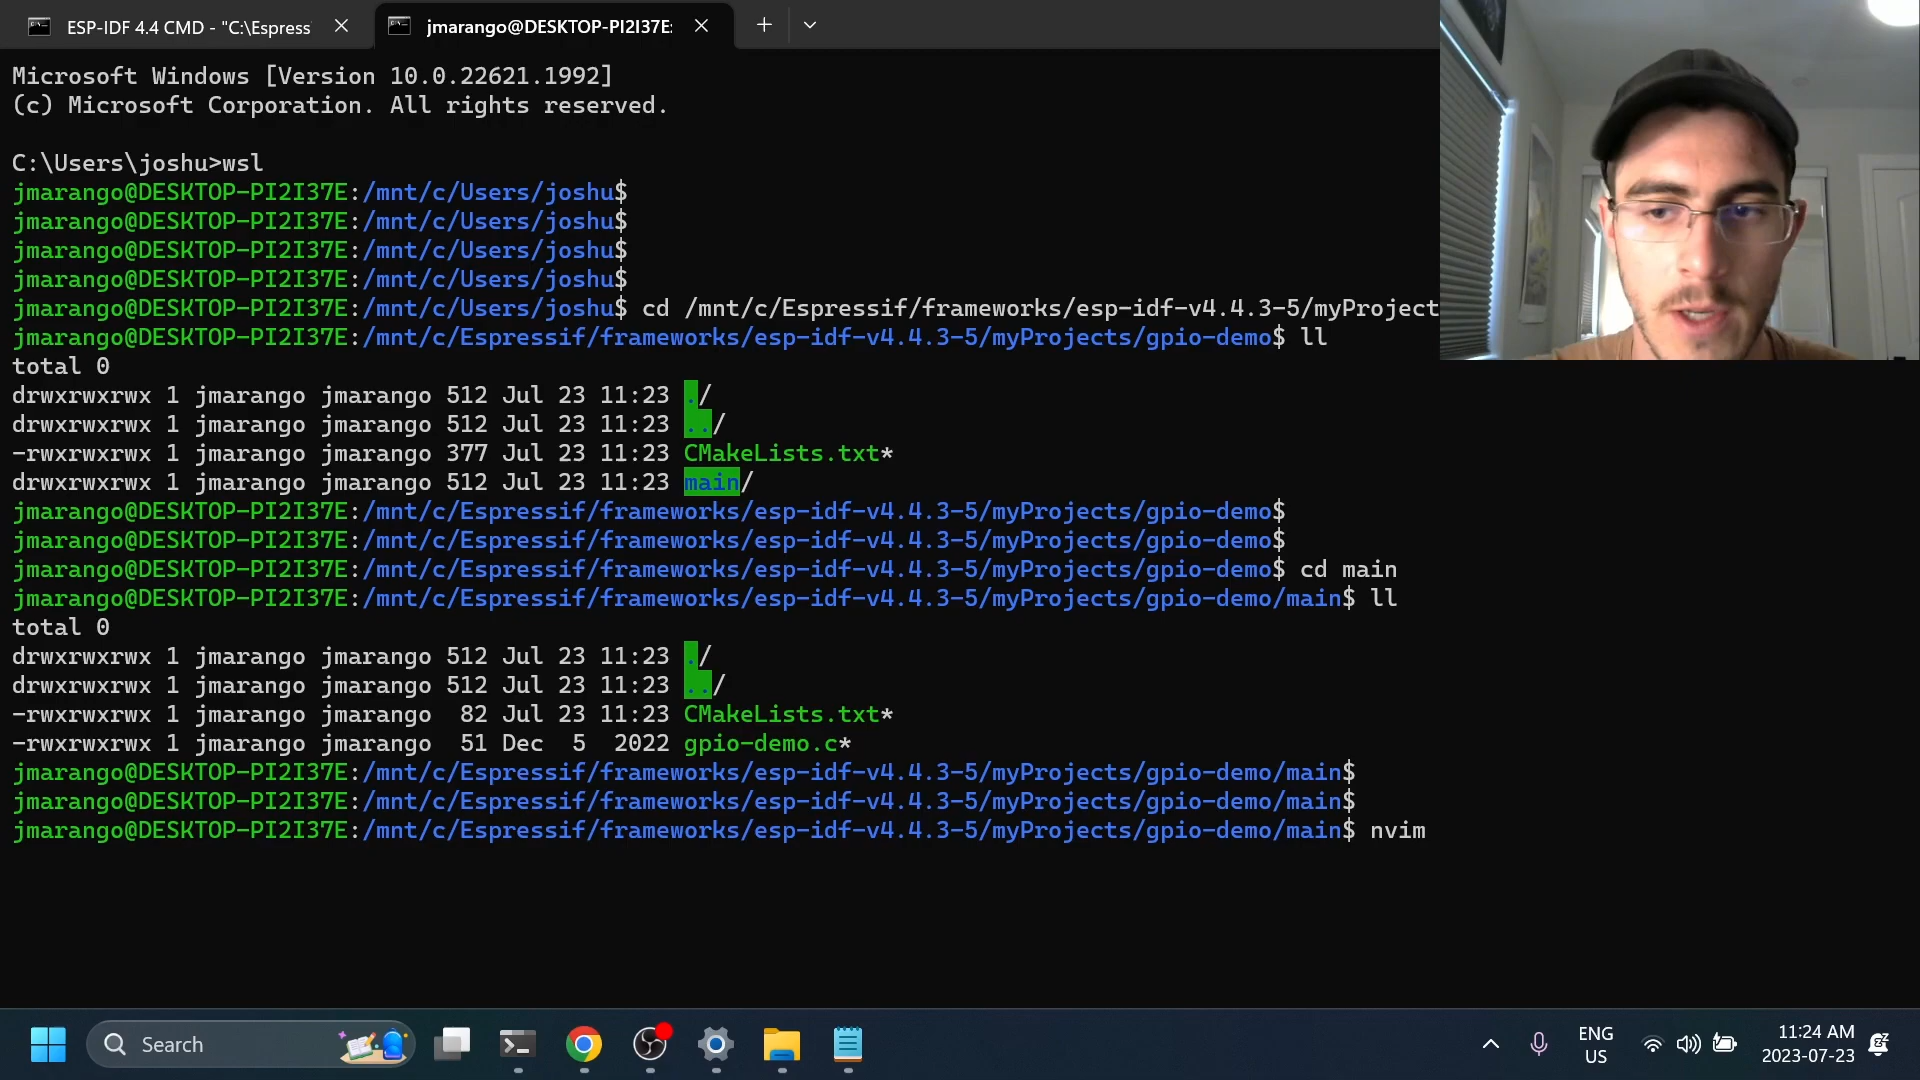 ESP-IDF 4.4 CMD - "C:\Espress
jmarango@DESKTOP-PI2I37E:
Microsoft Windows [Version 10.0.22621.1992]
(c) Microsoft Corporation. All rights reserved.
C:\Users\joshu>wsl
jmarango@DESKTOP-PI2I37E:/mnt/c/Users/joshu$
jmarango@DESKTOP-PI2I37E:/mnt/c/Users/joshu$
jmarango@DESKTOP-PI2I37E:/mnt/c/Users/joshu$
jmarango@DESKTOP-PI2I37E:/mnt/c/Users/joshu$
jmarango@DESKTOP-PI2I37E:/mnt/c/Users/joshu$ cd /mnt/c/Espressif/frameworks/esp-idf-v4.4.3-5/myProject
jmarango@DESKTOP-PI2I37E:/mnt/c/Espressif/frameworks/esp-idf-v4.4.3-5/myProjects/gpio-demo$ ll
total 0
drwxrwxrwx 1 jmarango jmarango 512 Jul 23 11:23 ./
drwxrwxrwx 1 jmarango jmarango 512 Jul 23 11:23 ../
-rwxrwxrwx 1 jmarango jmarango 377 Jul 23 11:23 CMakeLists.txt*
drwxrwxrwx 1 jmarango jmarango 512 Jul 23 11:23 main/
jmarango@DESKTOP-PI2I37E:/mnt/c/Espressif/frameworks/esp-idf-v4.4.3-5/myProjects/gpio-demo$
jmarango@DESKTOP-PI2I37E:/mnt/c/Espressif/frameworks/esp-idf-v4.4.3-5/myProjects/gpio-demo$
jmarango@DESKTOP-PI2I37E:/mnt/c/Espressif/frameworks/esp-idf-v4.4.3-5/myProjects/gpio-demo$ cd main
jmarango@DESKTOP-PI2I37E:/mnt/c/Espressif/frameworks/esp-idf-v4.4.3-5/myProjects/gpio-demo/main$ ll
total 0
drwxrwxrwx 1 jmarango jmarango 512 Jul 23 11:23 ./
drwxrwxrwx 1 jmarango jmarango 512 Jul 23 11:23 ../
-rwxrwxrwx 1 jmarango jmarango  82 Jul 23 11:23 CMakeLists.txt*
-rwxrwxrwx 1 jmarango jmarango  51 Dec  5  2022 gpio-demo.c*
jmarango@DESKTOP-PI2I37E:/mnt/c/Espressif/frameworks/esp-idf-v4.4.3-5/myProjects/gpio-demo/main$
jmarango@DESKTOP-PI2I37E:/mnt/c/Espressif/frameworks/esp-idf-v4.4.3-5/myProjects/gpio-demo/main$
jmarango@DESKTOP-PI2I37E:/mnt/c/Espressif/frameworks/esp-idf-v4.4.3-5/myProjects/gpio-demo/main$ nvim
Search
ENG
US
11:24 AM
2023-07-23